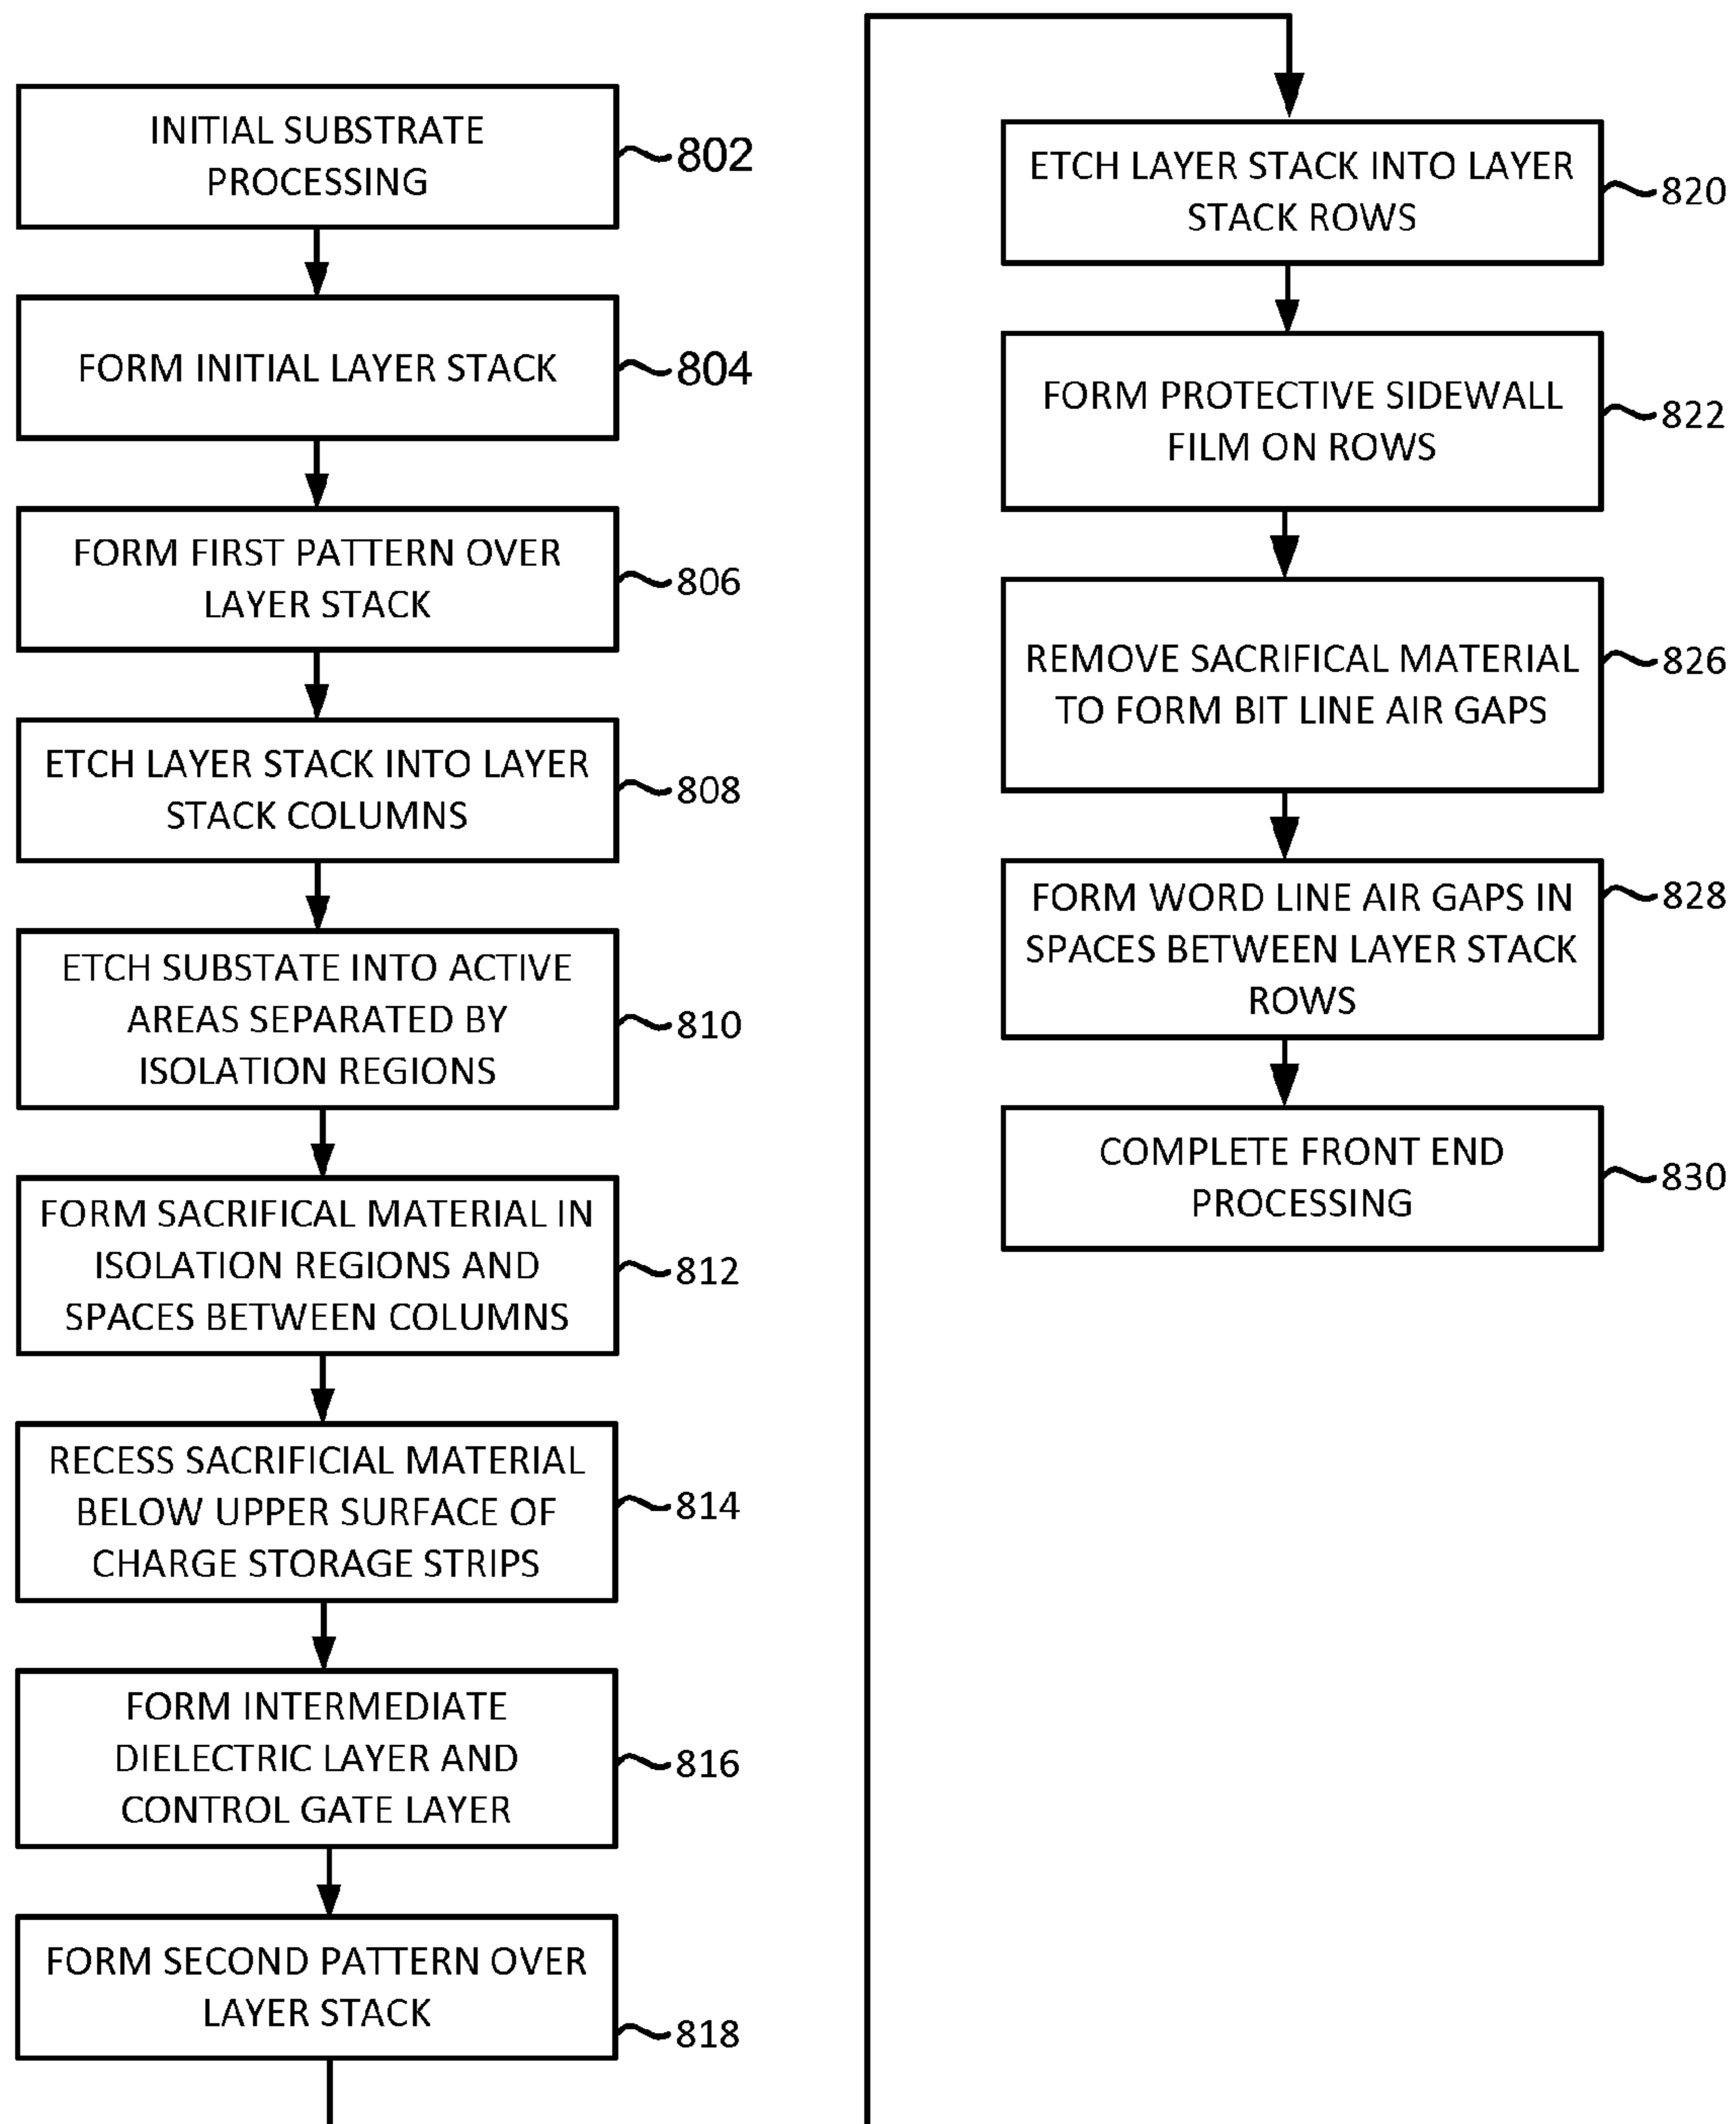 INITIAL SUBSTRATE
PROCESSING
802
FORM INITIAL LAYER STACK
804
FORM FIRST PATTERN OVER
LAYER STACK
806
ETCH LAYER STACK INTO LAYER
STACK COLUMNS
808
ETCH SUBSTATE INTO ACTIVE
AREAS SEPARATED BY
ISOLATION REGIONS
810
FORM SACRIFICAL MATERIAL IN
ISOLATION REGIONS AND
SPACES BETWEEN COLUMNS
812
RECESS SACRIFICIAL MATERIAL
BELOW UPPER SURFACE OF
CHARGE STORAGE STRIPS
814
FORM INTERMEDIATE
DIELECTRIC LAYER AND
CONTROL GATE LAYER
816
FORM SECOND PATTERN OVER
LAYER STACK
818
ETCH LAYER STACK INTO LAYER
STACK ROWS
820
FORM PROTECTIVE SIDEWALL
FILM ON ROWS
822
REMOVE SACRIFICAL MATERIAL
TO FORM BIT LINE AIR GAPS
826
FORM WORD LINE AIR GAPS IN
SPACES BETWEEN LAYER STACK
ROWS
828
COMPLETE FRONT END
PROCESSING
830